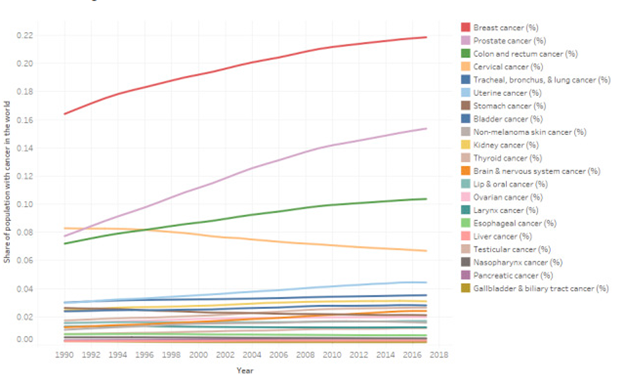 0.22
0.20
0.18
0.16
0.14
0.12
0.10
0.08
0.06
0.04
0.02
0.00
Share of population with cancer in the world
1990 1992 1994 1996 1998 2000 2002 2004 2006 2008 2010 2012 2014 2016 2018
Year
Breast cancer (%)
Prostate cancer (%)
Colon and rectum cancer (%)
Cervical cancer (%)
Tracheal, bronchus, & lung cancer (%)
Uterine cancer (%)
Stomach cancer (%)
Bladder cancer (%)
Non-melanoma skin cancer (%)
Kidney cancer (%)
Thyroid cancer (%)
Brain & nervous system cancer (%)
Lip & oral cancer (%)
Ovarian cancer (%)
Larynx cancer (%)
Esophageal cancer (%)
Liver cancer (%)
Testicular cancer (%)
Nasopharynx cancer (%)
Pancreatic cancer (%)
Gallbladder & biliary tract cancer (%)